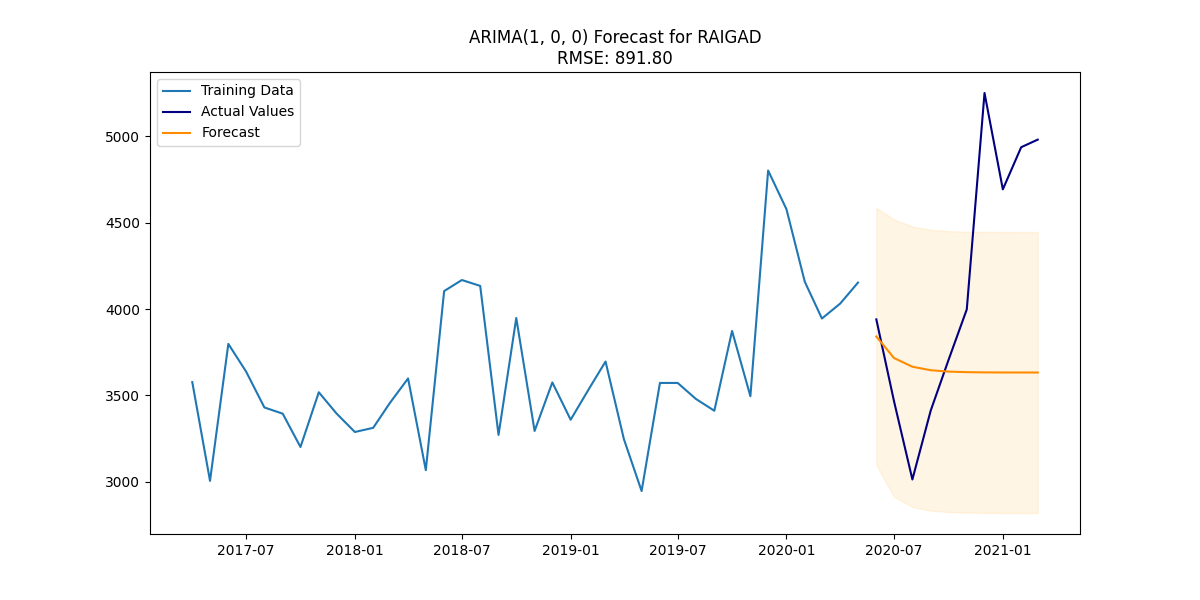 ARIMA(1, 0, 0) Forecast for RAIGAD
RMSE: 891.80
Training Data
Actual Values
Forecast
5000
4500
4000
3500
3000
2017-07 2018-01 2018-07 2019-01 2019-07 2020-01 2020-07 2021-01